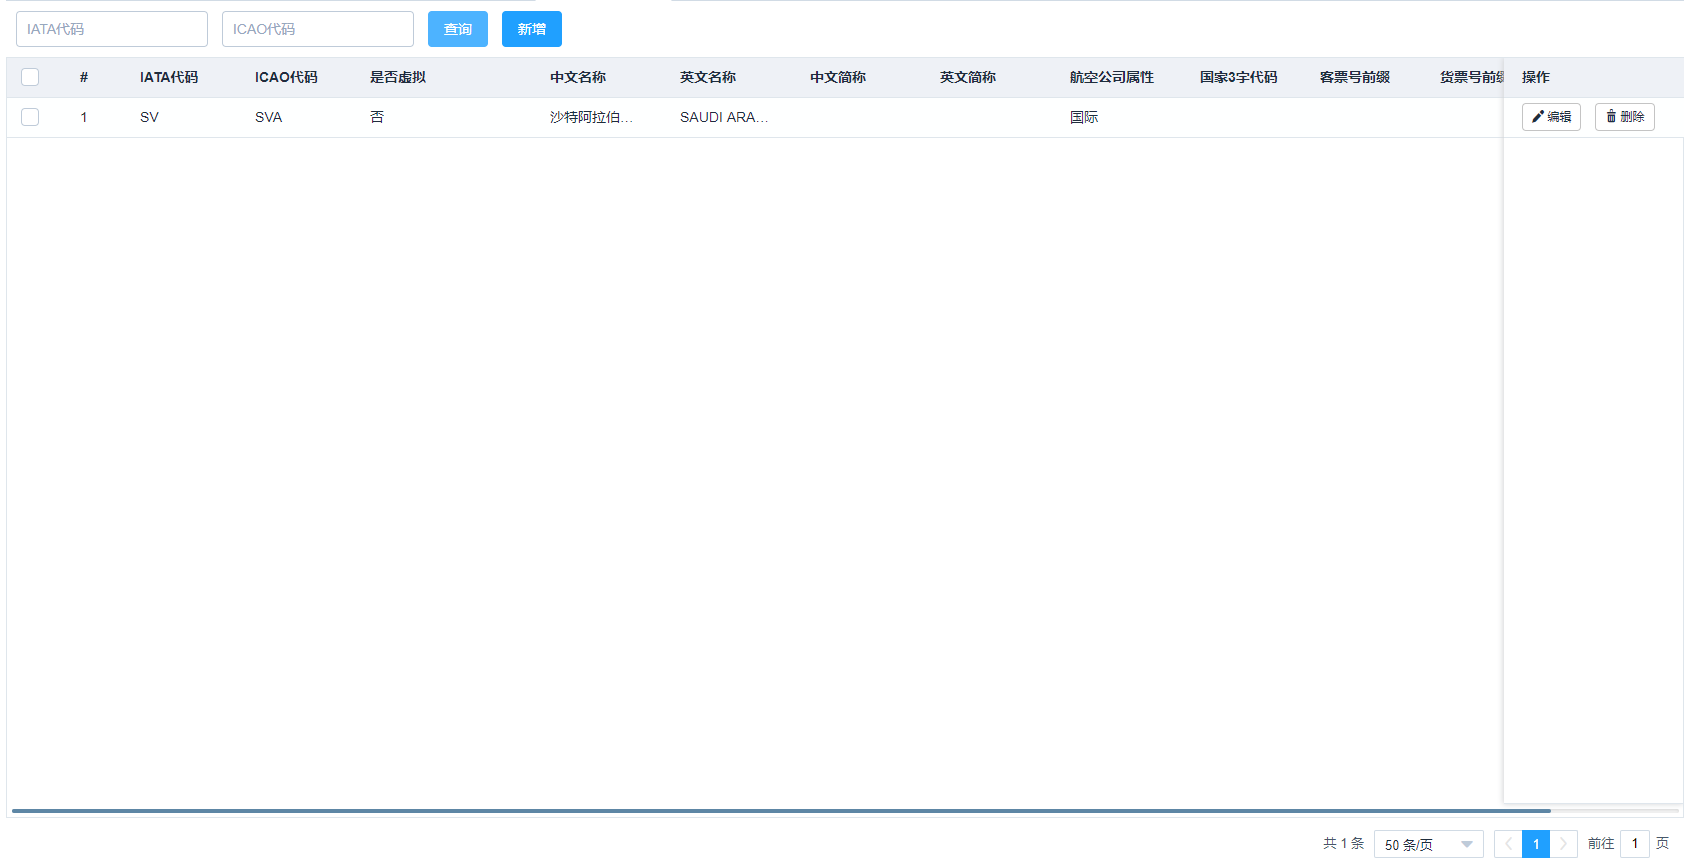 IATA代码 ICAO代码 查询 新增
# IATA代码 ICAO代码 是否虚拟 中文名称 英文名称 中文简称 英文简称 航空公司属性 国家3字代码 客票号前缀 货票号前缀 操作
1 SV SVA 否 沙特阿拉伯... SAUDI ARA... 国际 编辑 删除
共 1 条 50 条/页 1 前往 1 页